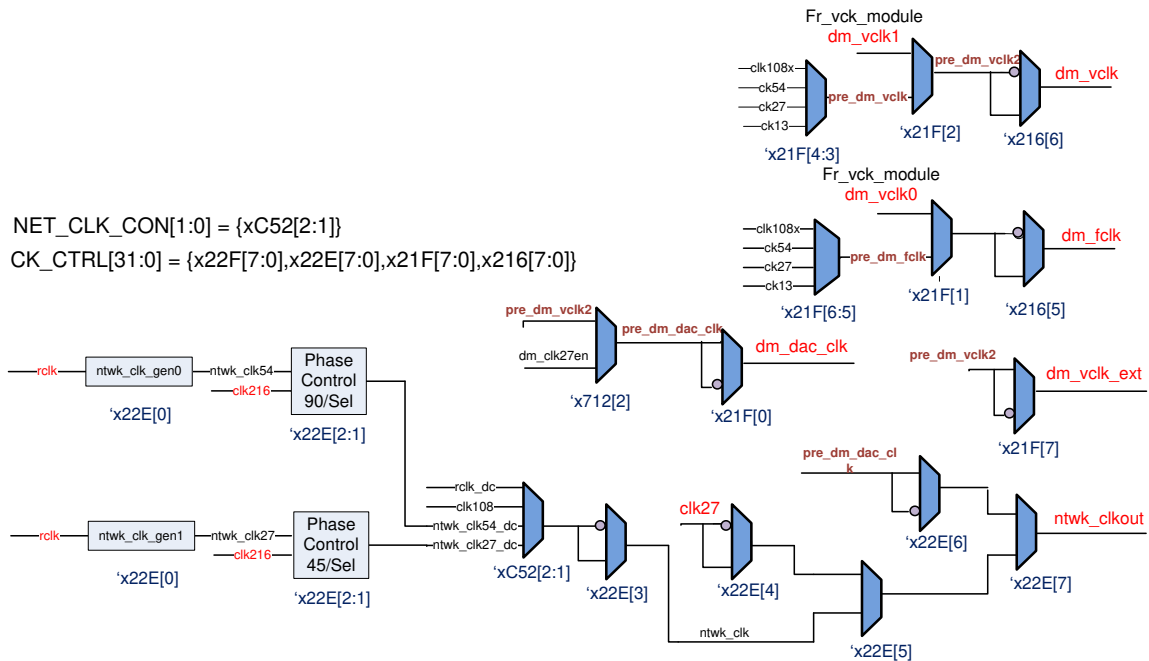 Fr_vck_module
dm_vclk1
clk108x
ck54
ck27
ck13
pre_dm_vclk
pre_dm_vclk2
dm_vclk
‘x21F[4:3]
‘x21F[2]
‘x216[6]
Fr_vck_module
dm_vclk0
clk108x
ck54
ck27
ck13
pre_dm_fclk
dm_fclk
‘x21F[6:5]
‘x21F[1]
‘x216[5]
NET_CLK_CON[1:0] = {xC52[2:1]}
CK_CTRL[31:0] = {x22F[7:0],x22E[7:0],x21F[7:0],x216[7:0]}
pre_dm_vclk2
dm_clk27en
pre_dm_dac_clk
dm_dac_clk
‘x712[2]
‘x21F[0]
pre_dm_vclk2
dm_vclk_ext
‘x21F[7]
rclk
ntwk_clk_gen0
ntwk_clk54
clk216
Phase
Control
90/Sel
‘x22E[0]
‘x22E[2:1]
rclk
ntwk_clk_gen1
ntwk_clk27
clk216
Phase
Control
45/Sel
‘x22E[0]
‘x22E[2:1]
rclk_dc
clk108
ntwk_clk54_dc
ntwk_clk27_dc
‘xC52[2:1]
‘x22E[3]
clk27
‘x22E[4]
ntwk_clk
‘x22E[5]
pre_dm_dac_cl
k
‘x22E[6]
ntwk_clkout
‘x22E[7]